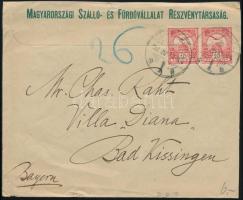 MAGYARORSZÁGI SZÁLLÓ- ÉS FÜRDŐVÁLLALAT RÉSZVÉNYTÁRSASÁG.
26
Mr. Chas. Raht
Villa „Diana"
Bad Kissingen
Bayern